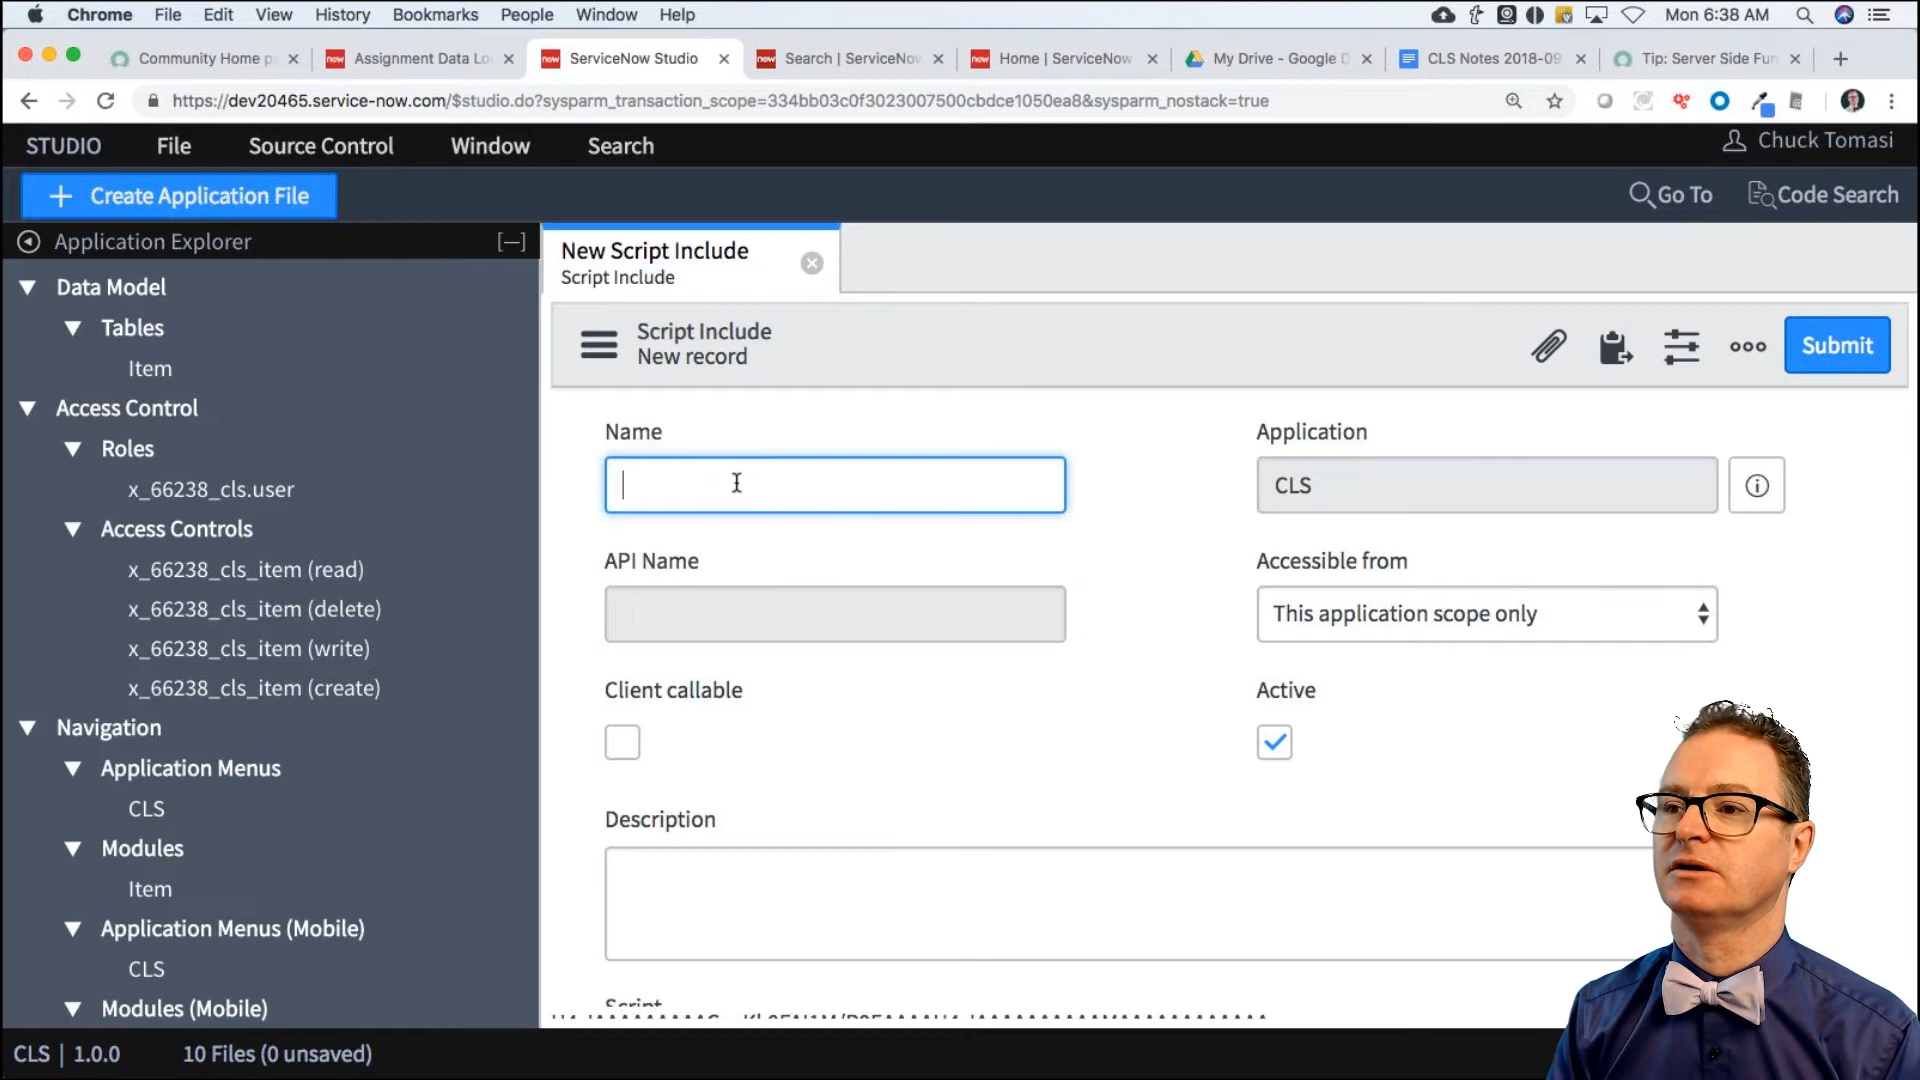 Chrome File Edit View History Bookmarks People Window Help Mon 6:38 AM
Community Home p Assignment Data Lo ServiceNow Studio Search | ServiceNow Home | ServiceNow My Drive - Google D CLS Notes 2018-09 Tip: Server Side Fun
https://dev20465.service-now.com/$studio.do?sysparm_transaction_scope=334bb03c0f3023007500cbdce1050ea8&sysparm_nostack=true
STUDIO File Source Control Window Search Chuck Tomasi
+ Create Application File Go To Code Search
Application Explorer [—]
Data Model
Tables
Item
Access Control
Roles
x_66238_cls.user
Access Controls
x_66238_cls_item (read)
x_66238_cls_item (delete)
x_66238_cls_item (write)
x_66238_cls_item (create)
Navigation
Application Menus
CLS
Modules
Item
Application Menus (Mobile)
CLS
Modules (Mobile)
New Script Include
Script Include
Script Include
New record
Submit
Name
Application
CLS
API Name
Accessible from
This application scope only
Client callable
Active
Description
Script
CLS | 1.0.0 10 Files (0 unsaved)